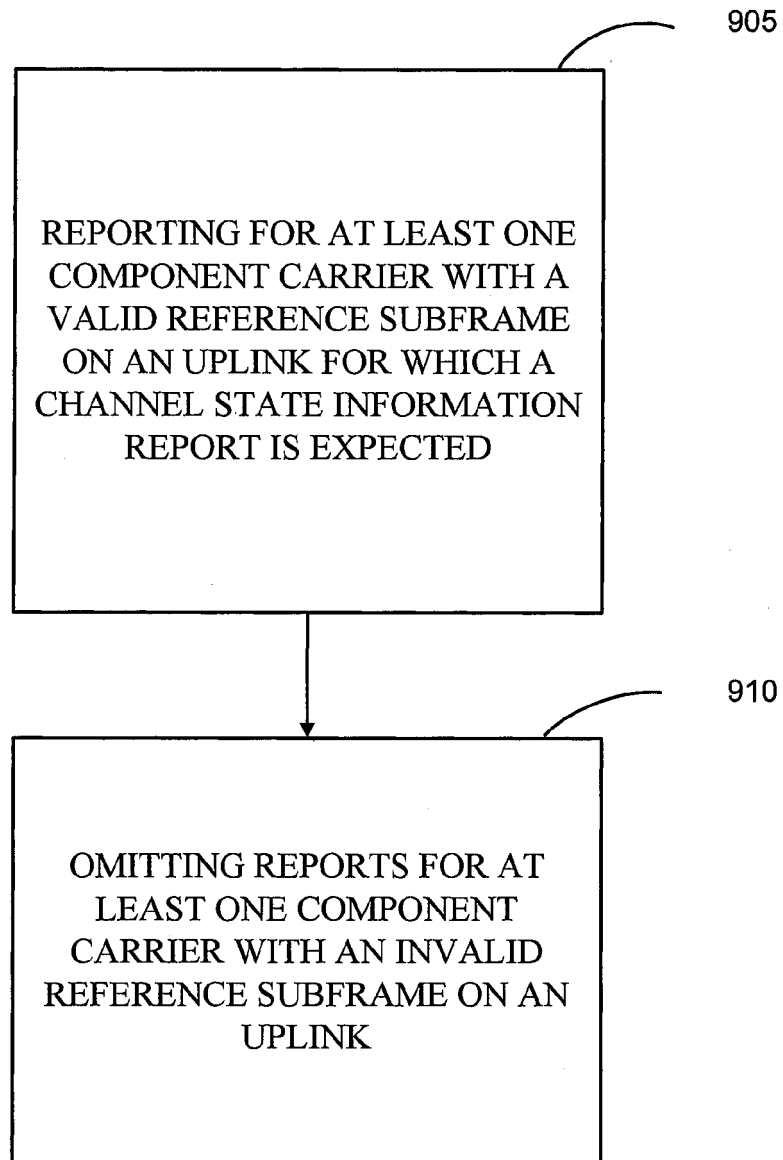 905
REPORTING FOR AT LEAST ONE
COMPONENT CARRIER WITH A
VALID REFERENCE SUBFRAME
ON AN UPLINK FOR WHICH A
CHANNEL STATE INFORMATION
REPORT IS EXPECTED
910
OMITTING REPORTS FOR AT
LEAST ONE COMPONENT
CARRIER WITH AN INVALID
REFERENCE SUBFRAME ON AN
UPLINK